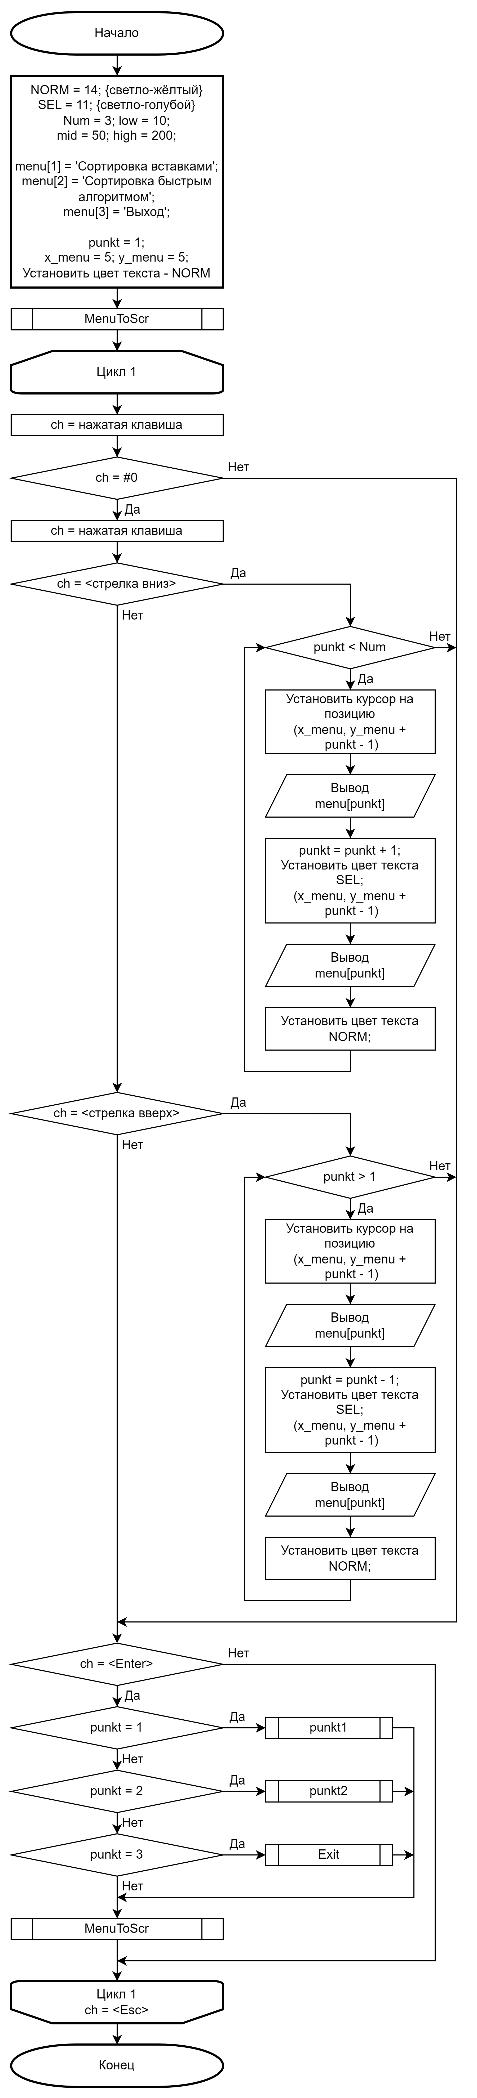 Начало
NORM = 14; {светло-жёлтый}
SEL = 11; {светло-голубой}
Num = 3; low = 10;
mid = 50; high = 200;
menu[1] = 'Сортировка вставками';
menu[2] = 'Сортировка быстрым
алгоритмом';
menu[3] = 'Выход';
punkt = 1;
x_menu = 5; y_menu = 5;
Установить цвет текста - NORM
MenuToScr
Цикл 1
ch = нажатая клавиша
ch = #0
Нет
Да
ch = нажатая клавиша
ch = <стрелка вниз>
Да
Нет
punkt < Num
Нет
Да
Установить курсор на
позицию
(x_menu, y_menu +
punkt - 1)
Вывод
menu[punkt]
punkt = punkt + 1;
Установить цвет текста
SEL;
(x_menu, y_menu +
punkt - 1)
Вывод
menu[punkt]
Установить цвет текста
NORM;
ch = <стрелка вверх>
Да
Нет
punkt > 1
Нет
Да
Установить курсор на
позицию
(x_menu, y_menu +
punkt - 1)
Вывод
menu[punkt]
punkt = punkt - 1;
Установить цвет текста
SEL;
(x_menu, y_menu +
punkt - 1)
Вывод
menu[punkt]
Установить цвет текста
NORM;
ch = <Enter>
Нет
Да
punkt = 1
Да
punkt1
Нет
punkt = 2
Да
punkt2
Нет
punkt = 3
Да
Exit
Нет
MenuToScr
Цикл 1
ch = <Esc>
Конец